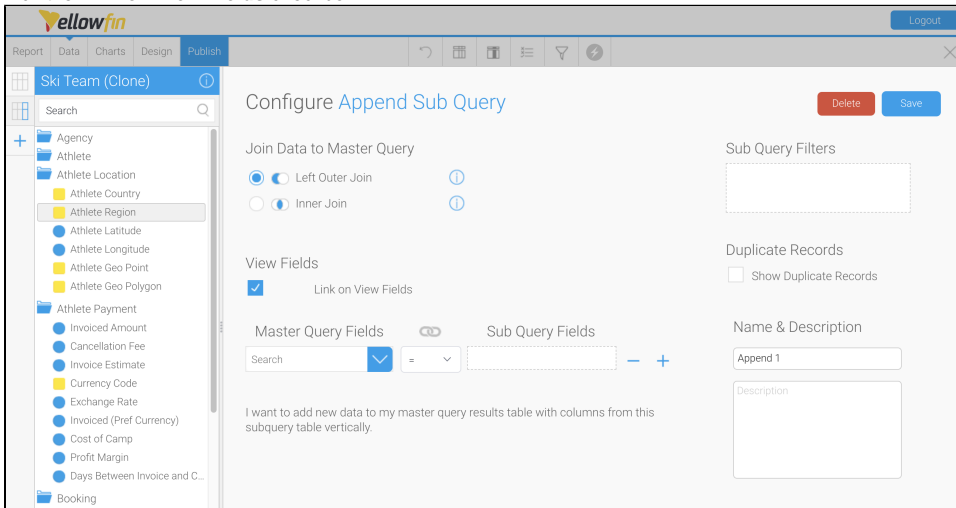 Yellowfin
Logout
Report Data Charts Design Publish
Ski Team (Clone)
Search
Agency
Athlete
Athlete Location
Athlete Country
Athlete Region
Athlete Latitude
Athlete Longitude
Athlete Geo Point
Athlete Geo Polygon
Athlete Payment
Invoiced Amount
Cancellation Fee
Invoice Estimate
Currency Code
Exchange Rate
Invoiced (Pref Currency)
Cost of Camp
Profit Margin
Days Between Invoice and C...
Booking
Configure Append Sub Query
Delete Save
Join Data to Master Query
Left Outer Join
Inner Join
View Fields
Link on View Fields
Master Query Fields Sub Query Fields
Search = 
I want to add new data to my master query results table with columns from this
subquery table vertically.
Sub Query Filters
Duplicate Records
Show Duplicate Records
Name & Description
Append 1
Description